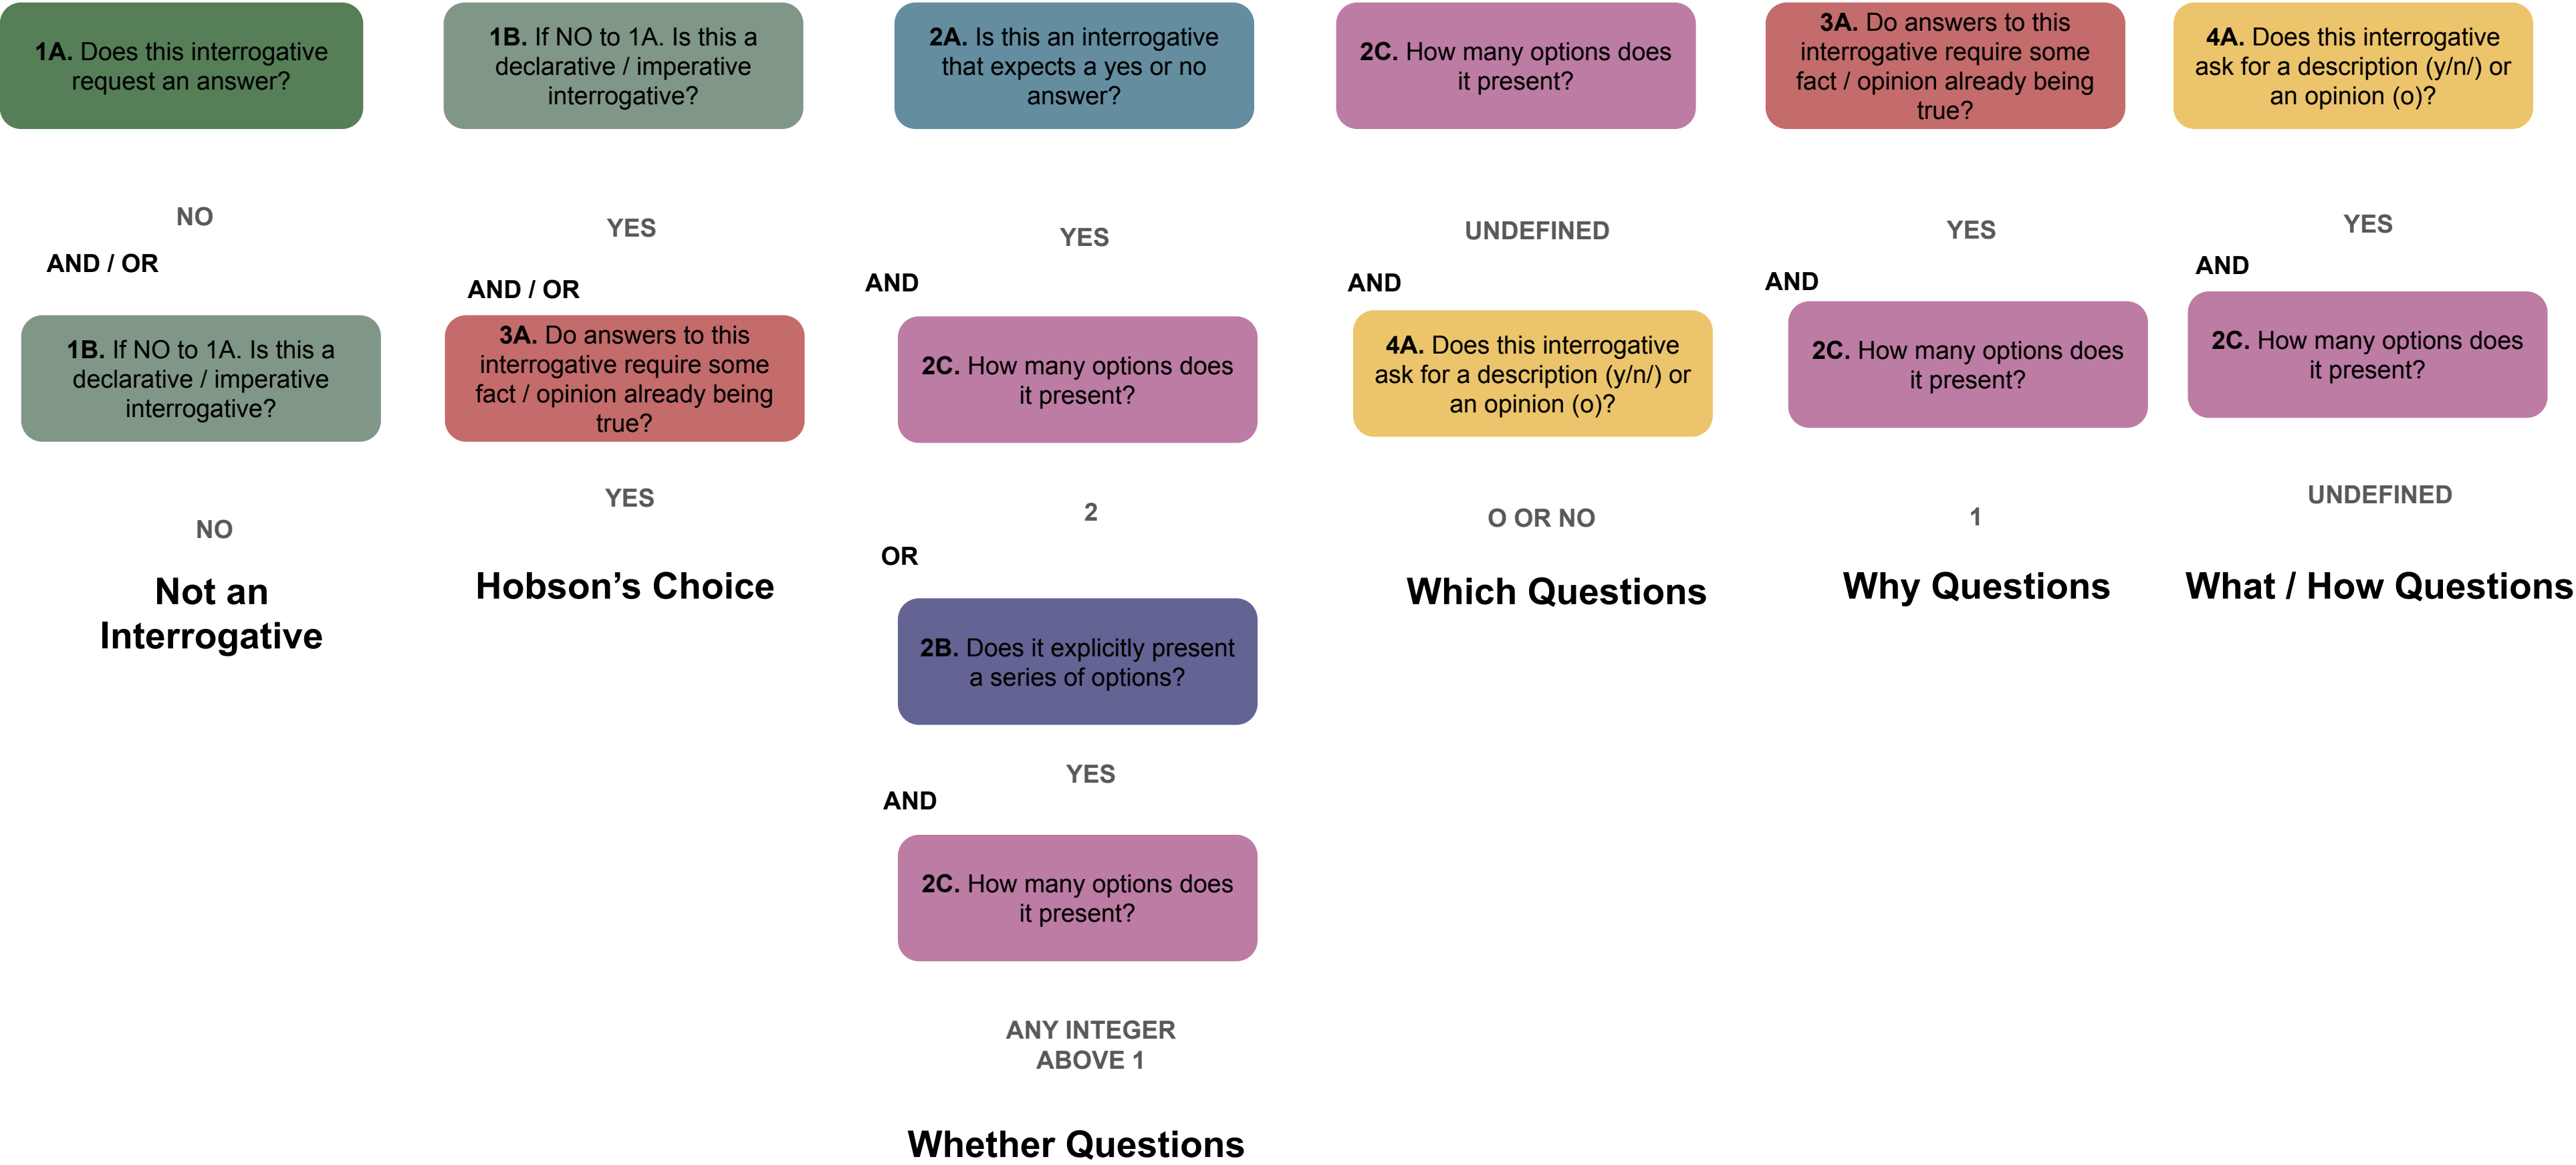 1A. Does this interrogative
request an answer?
NO
AND / OR
1B. If NO to 1A. Is this a
declarative / imperative
interrogative?
NO
Not an
Interrogative
1B. If NO to 1A. Is this a
declarative / imperative
interrogative?
YES
AND / OR
3A. Do answers to this
interrogative require some
fact / opinion already being
true?
YES
Hobson’s Choice
2A. Is this an interrogative
that expects a yes or no
answer?
YES
AND
2C. How many options does
it present?
2
OR
2B. Does it explicitly present
a series of options?
YES
AND
2C. How many options does
it present?
ANY INTEGER
ABOVE 1
Whether Questions
2C. How many options does
it present?
UNDEFINED
AND
4A. Does this interrogative
ask for a description (y/n/) or
an opinion (o)?
O OR NO
Which Questions
3A. Do answers to this
interrogative require some
fact / opinion already being
true?
YES
AND
2C. How many options does
it present?
1
Why Questions
4A. Does this interrogative
ask for a description (y/n/) or
an opinion (o)?
YES
AND
2C. How many options does
it present?
UNDEFINED
What / How Questions